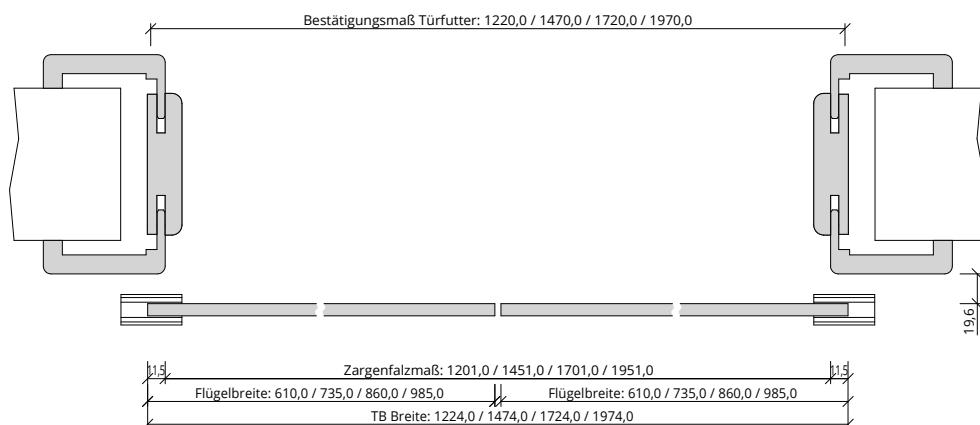 Bestätigungsmaß Türfutter: 1220,0 / 1470,0 / 1720,0 / 1970,0
19,6
11,5
Zargenfalzmaß: 1201,0 / 1451,0 / 1701,0 / 1951,0
11,5
Flügelbreite: 610,0 / 735,0 / 860,0 / 985,0
Flügelbreite: 610,0 / 735,0 / 860,0 / 985,0
TB Breite: 1224,0 / 1474,0 / 1724,0 / 1974,0